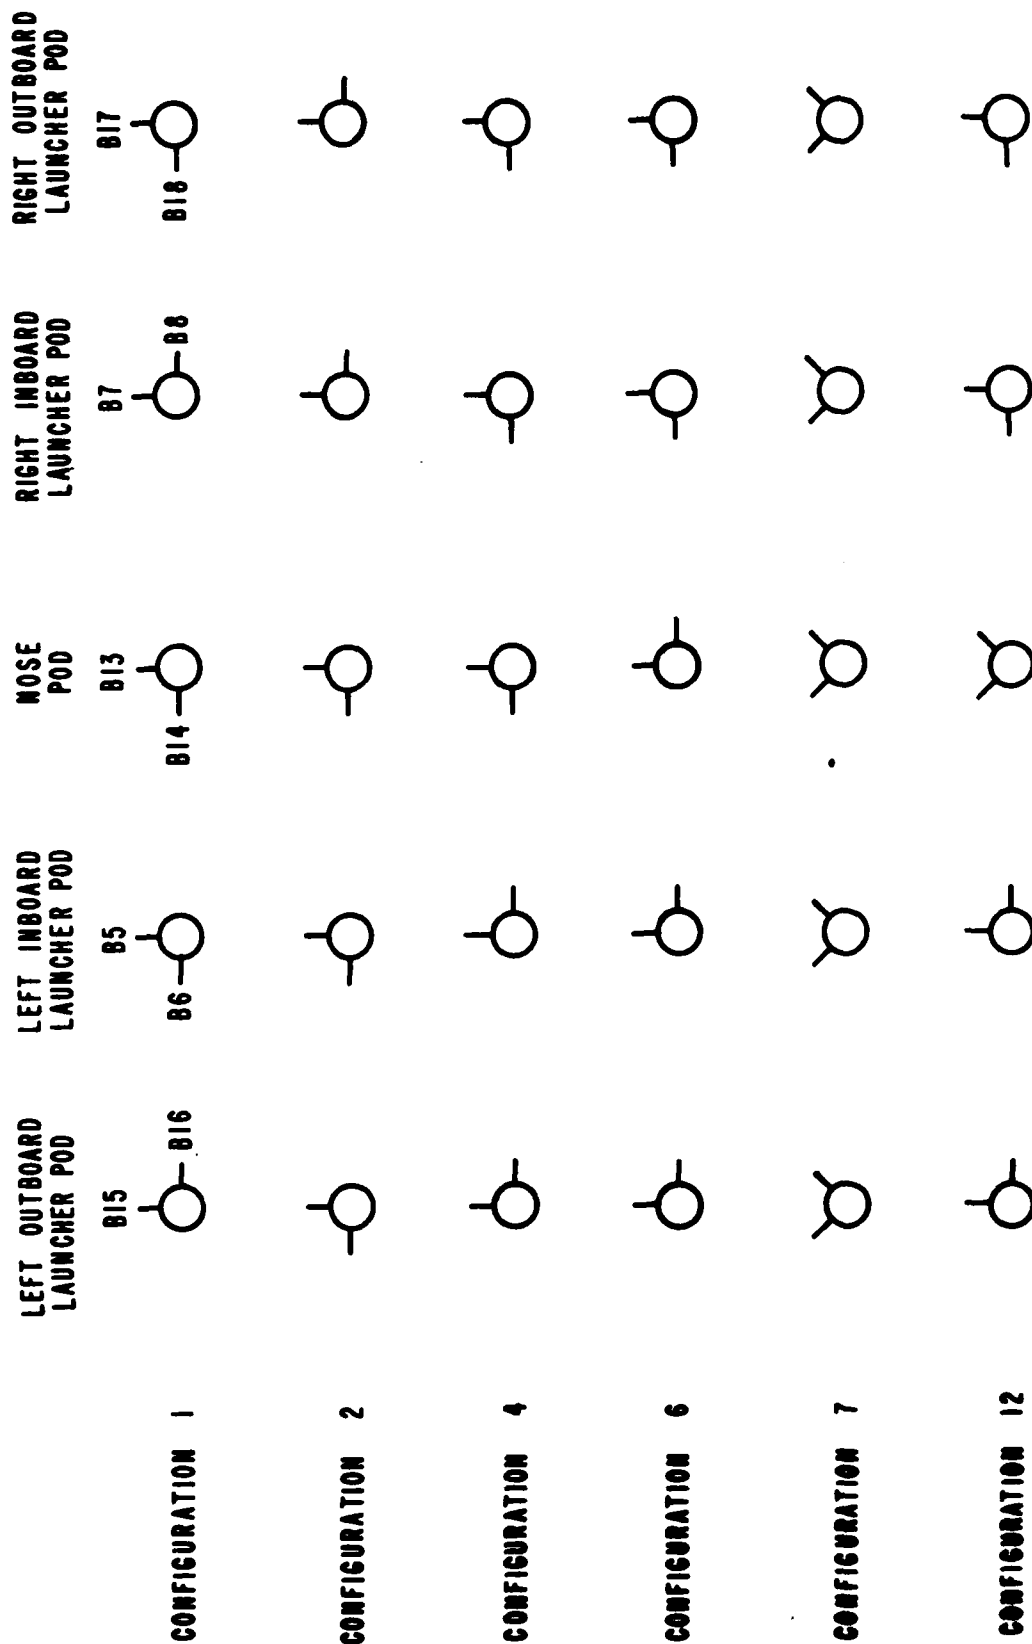 LEFT OUTBOARD
LAUNCHER POD
LEFT INBOARD
LAUNCHER POD
NOSE
POD
RIGHT INBOARD
LAUNCHER POD
RIGHT OUTBOARD
LAUNCHER POD
B15
B5
B13
B7
B17
CONFIGURATION 1
B16
B6
B14
B8
B18
CONFIGURATION 2
CONFIGURATION 4
CONFIGURATION 6
CONFIGURATION 7
CONFIGURATION 12